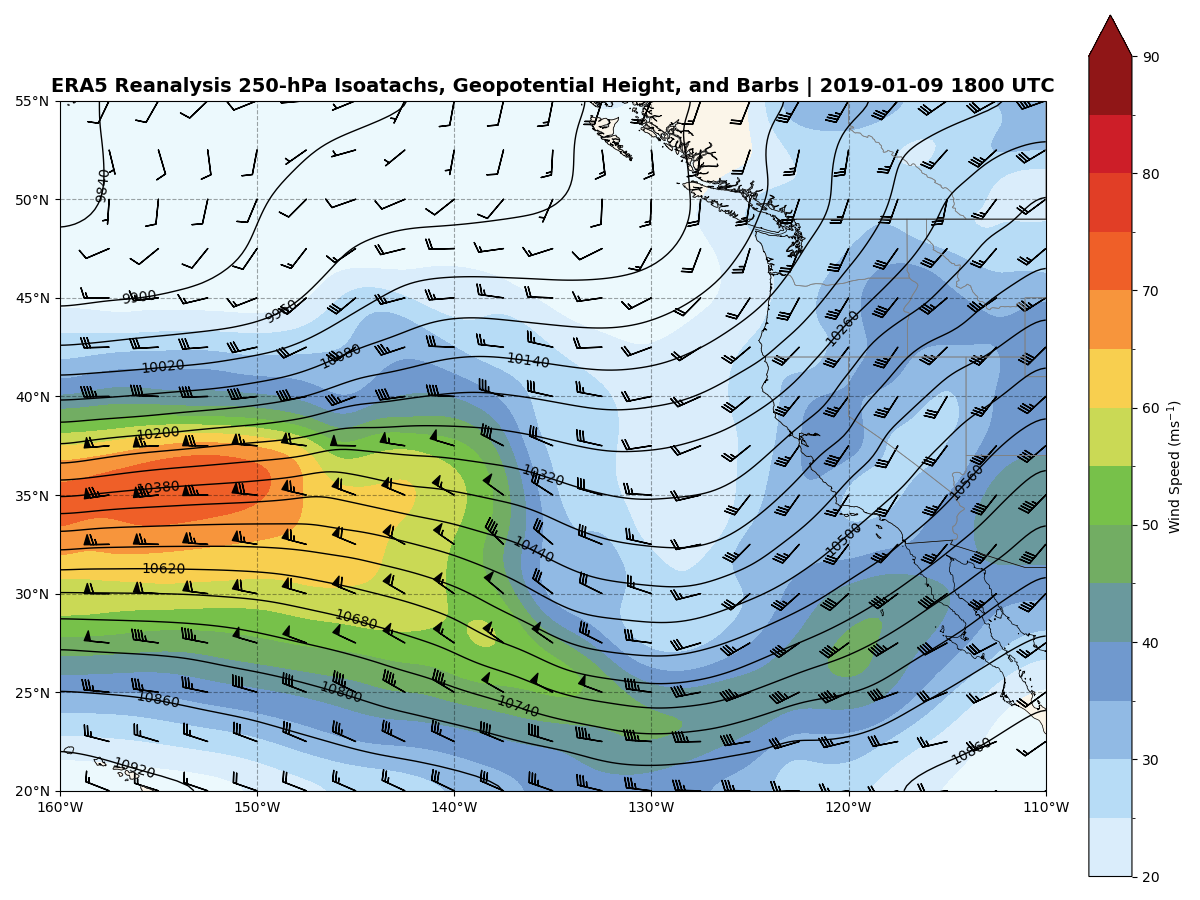 ERA5 Reanalysis 250-hPa Isoatachs, Geopotential Height, and Barbs | 2019-01-09 1800 UTC
55°N
50°N
45°N
40°N
35°N
30°N
25°N
20°N
160°W
150°W
140°W
130°W
120°W
110°W
9840
9900
9960
10020
10080
10140
10200
10260
10320
10380
10440
10500
10560
10620
10680
10740
10800
10860
10860
10920
0
90
80
70
60
50
40
30
20
Wind Speed (ms⁻¹)